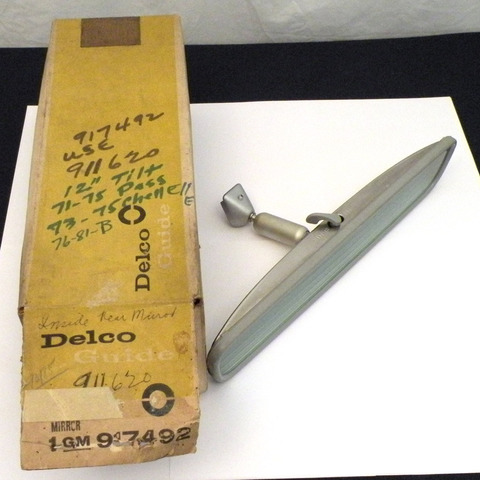 917492
USE
911620
12" Tilt
71-75 Pass
73-75 Chevelle
76-81-B
Delco
Guide
Inside Rear Mirror
Delco
Guide
911620
MIRROR
1 GM 917492